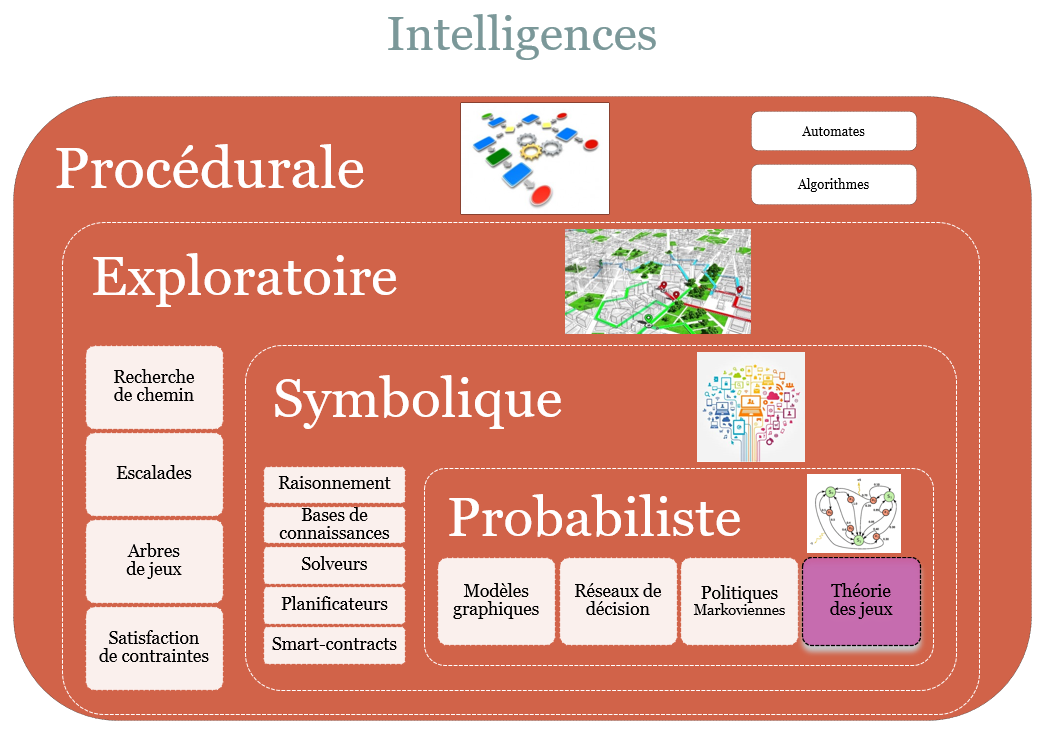 Intelligences
Procédurale
Automates
Algorithmes
Exploratoire
Recherche
de chemin
Escalades
Arbres
de jeux
Satisfaction
de contraintes
Symbolique
Raisonnement
Bases de
connaissances
Solveurs
Planificateurs
Smart-contracts
Probabiliste
Modèles
graphiques
Réseaux de
décision
Politiques
Markoviennes
Théorie
des jeux